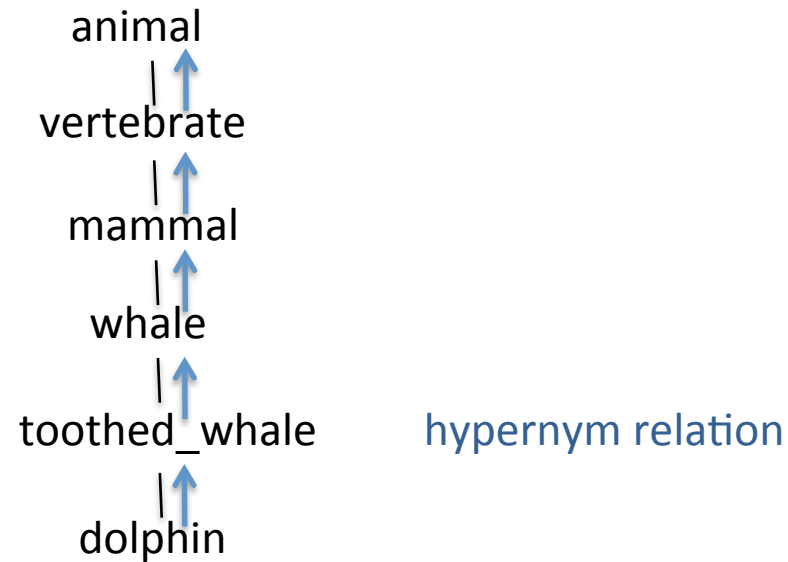 animal
vertebrate
mammal
whale
toothed_whale hypernym relation
dolphin